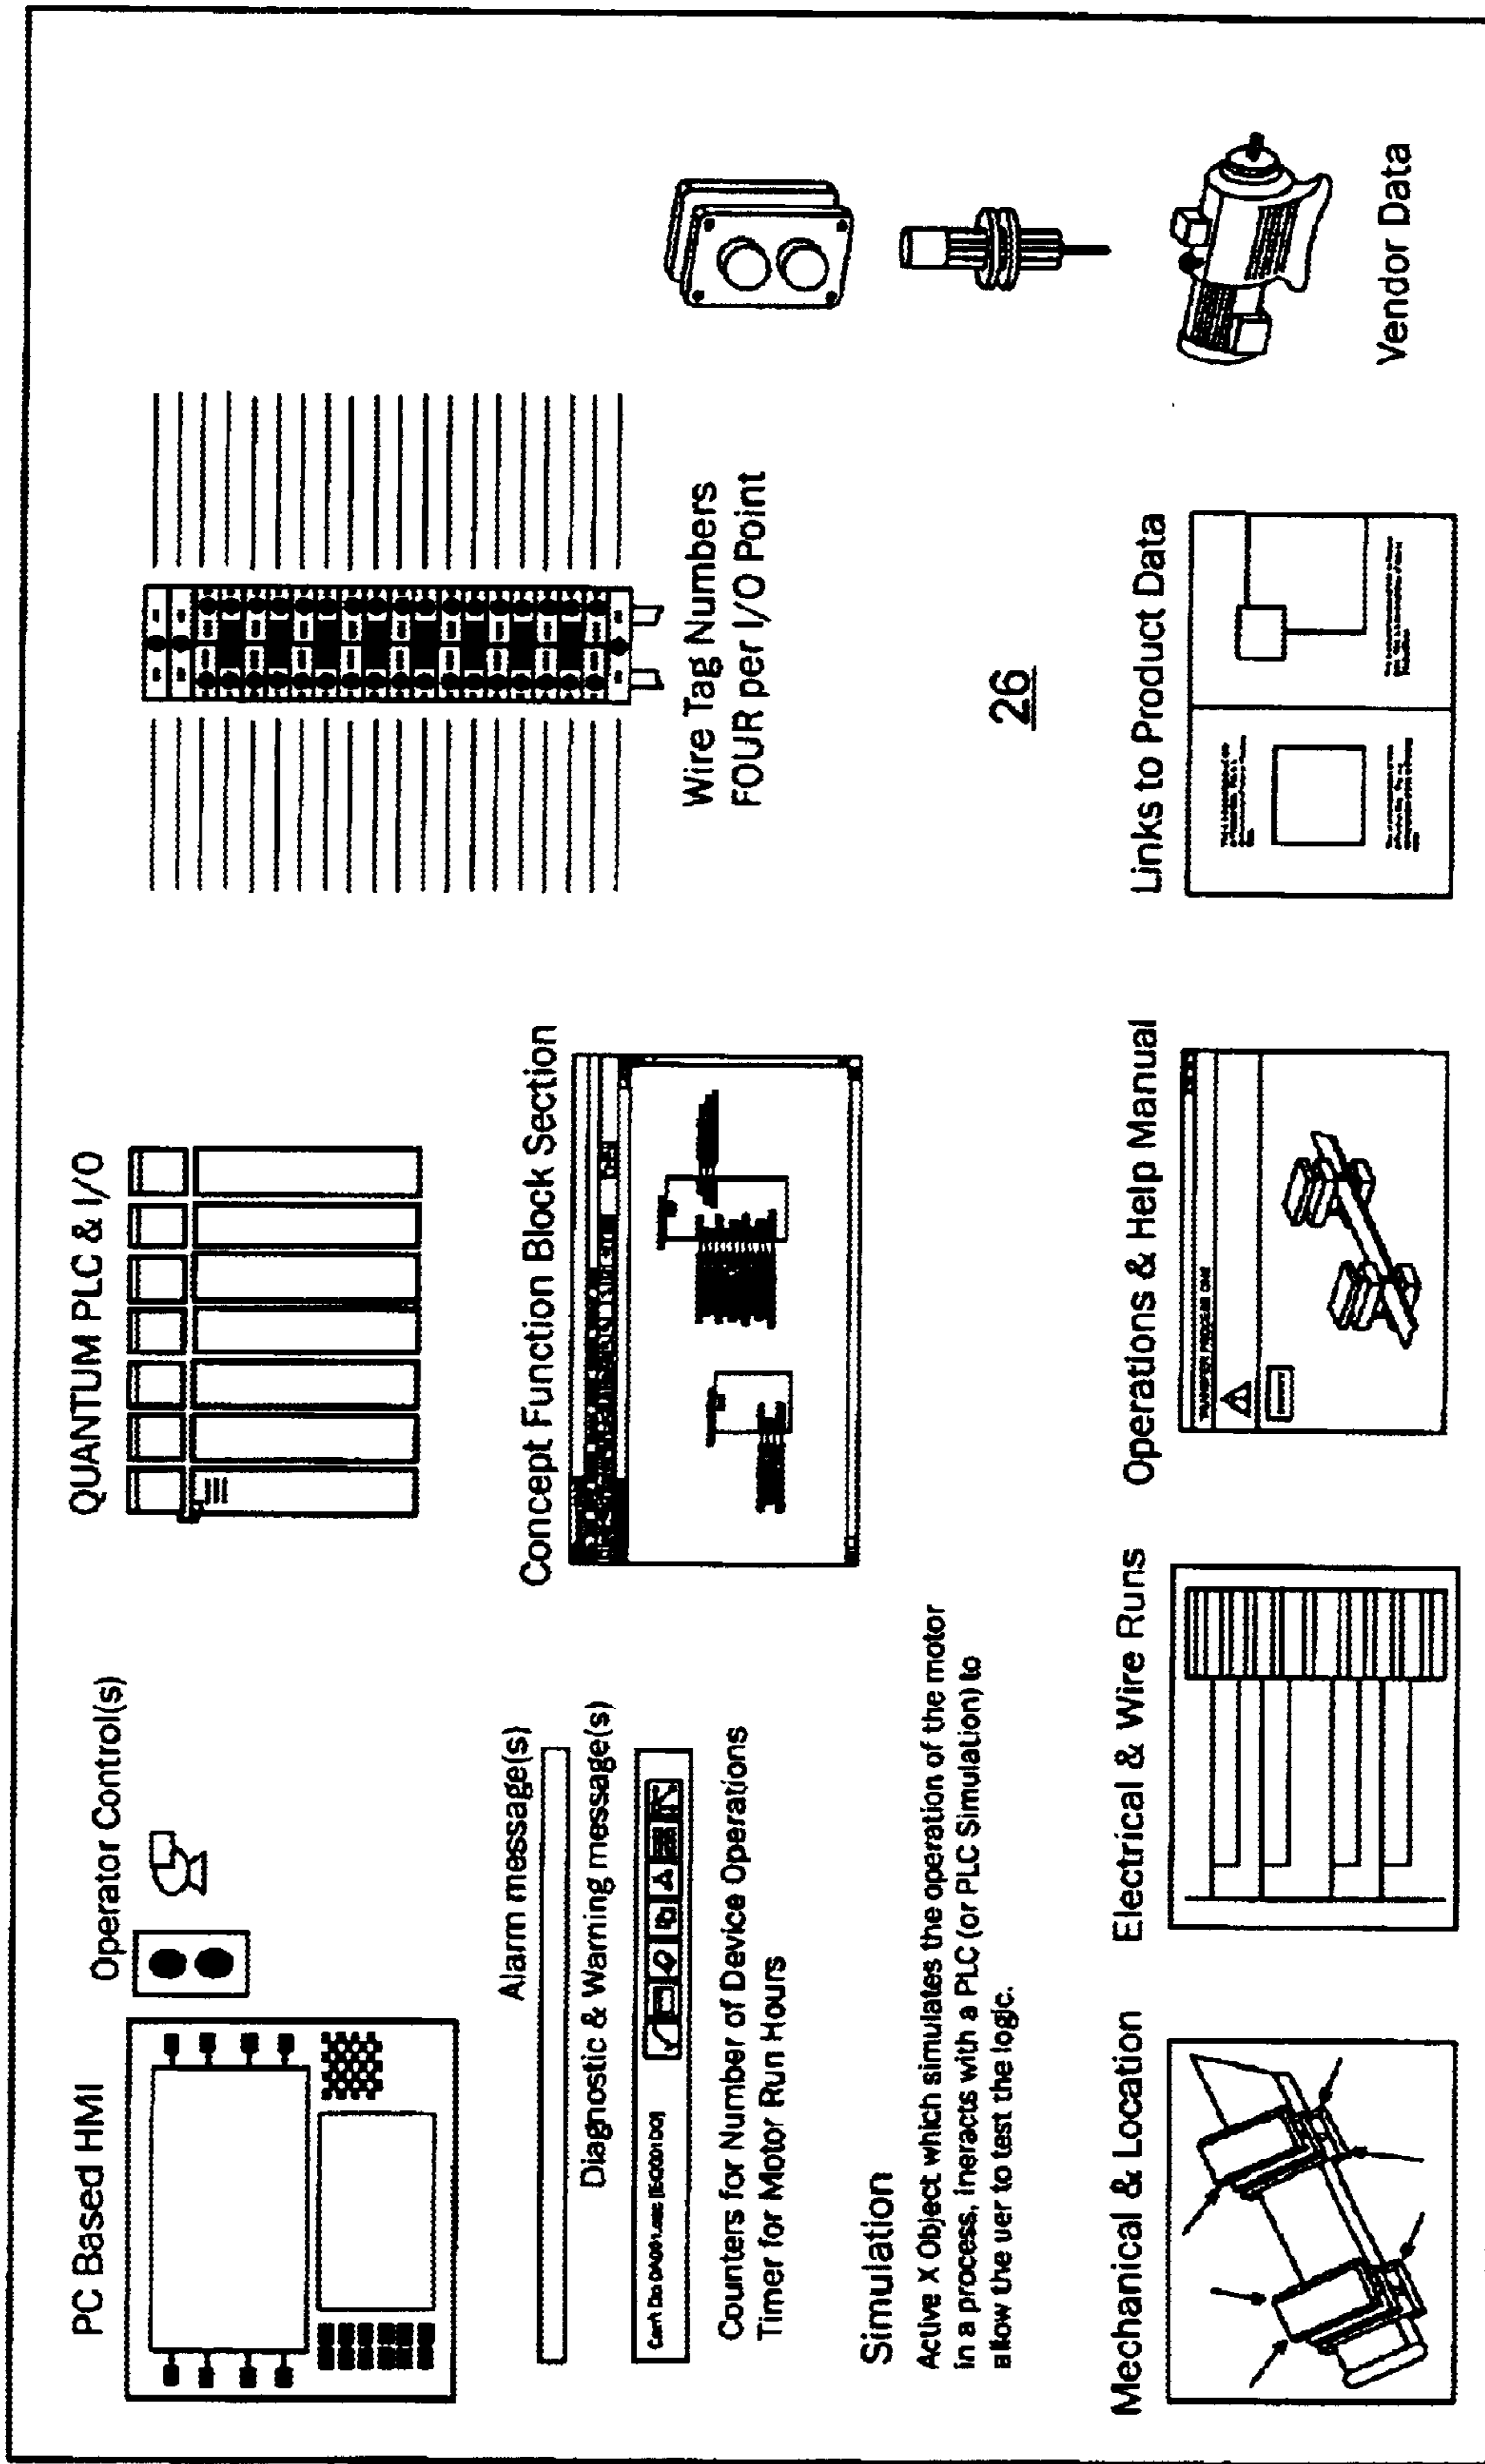 PC Based HMI
Operator Control(s)
QUANTUM PLC & I/O
Alarm message(s)
Diagnostic & Warning message(s)
Counters for Number of Device Operations
Timer for Motor Run Hours
Concept Function Block Section
Wire Tag Numbers
FOUR per I/O Point
Simulation
Active X Object which simulates the operation of the motor
in a process, ineracts with a PLC (or PLC Simulation) to
allow the uer to test the logic.
26
Mechanical & Location
Electrical & Wire Runs
Operations & Help Manual
TRANSFER PROCESS ONE
Links to Product Data
Vendor Data